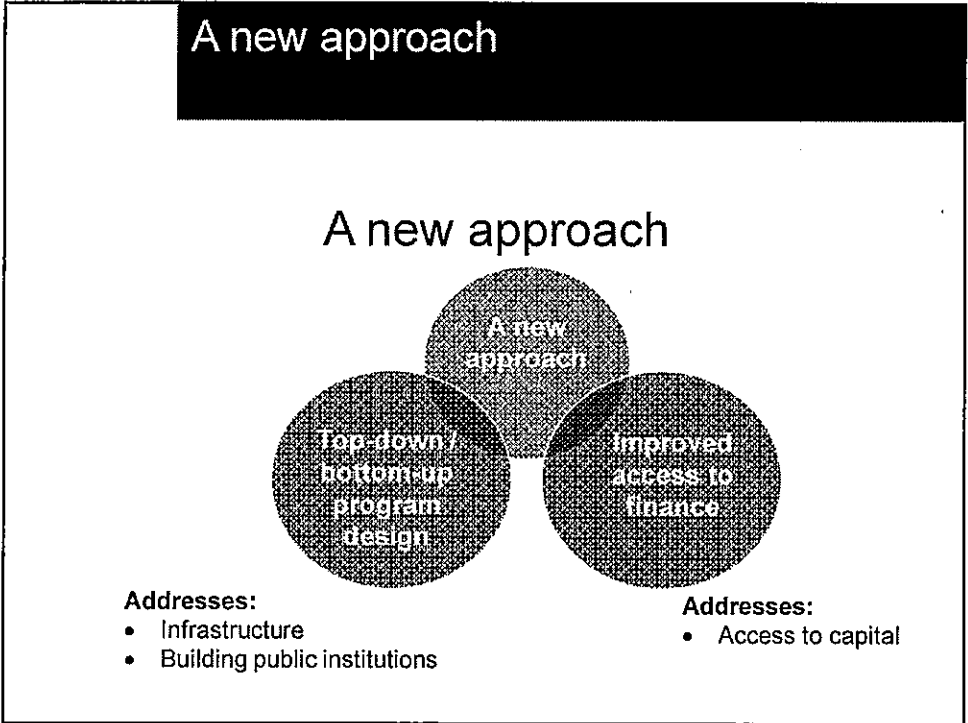 A new approach
A new approach
A new
approach
Top-down /
bottom-up
program
design
Improved
access to
finance
Addresses:
• Infrastructure
• Building public institutions
Addresses:
• Access to capital